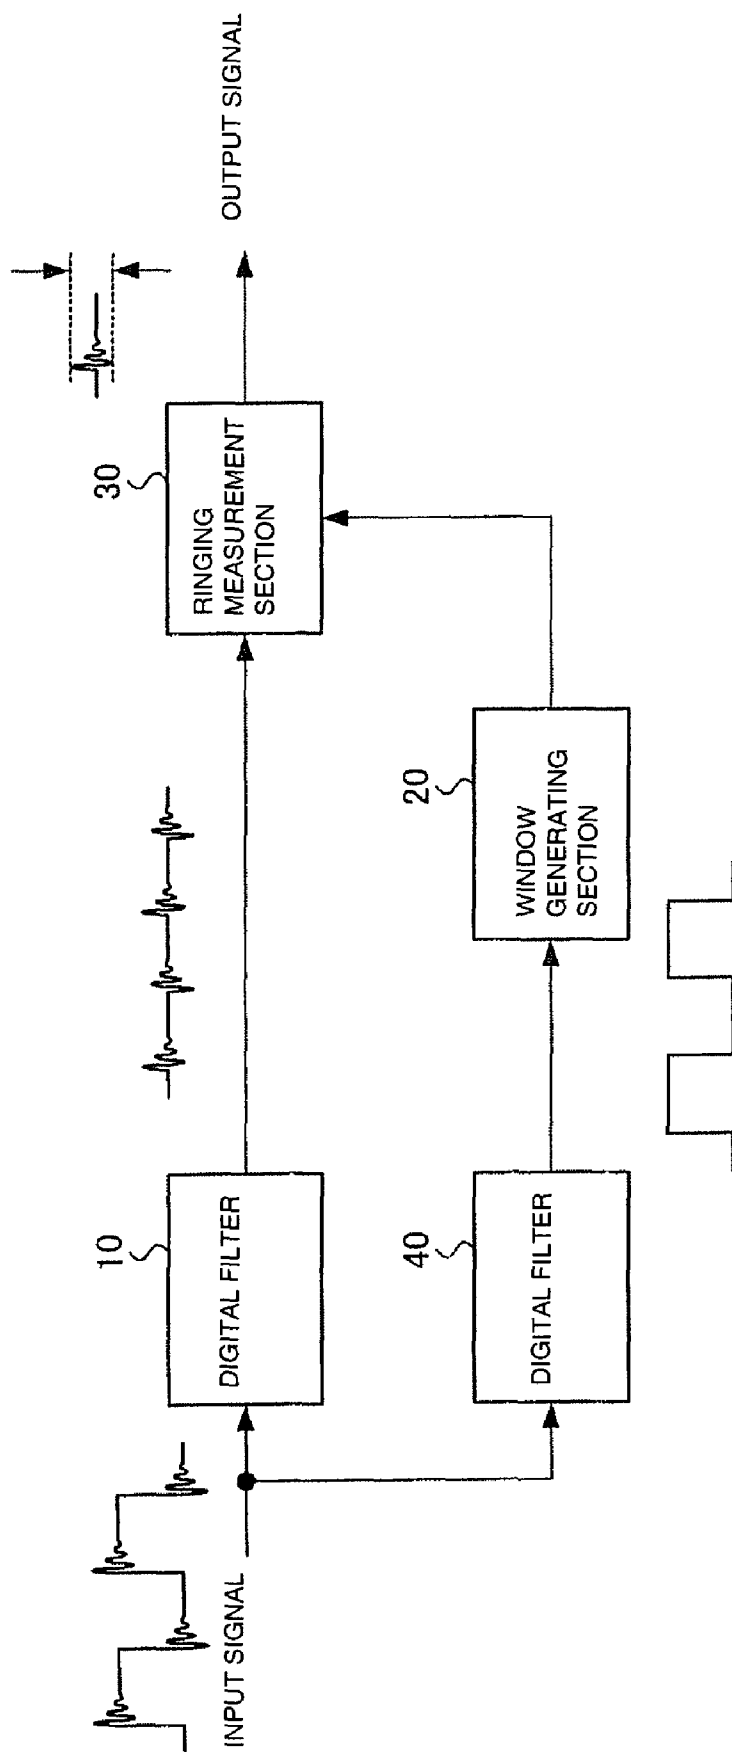 INPUT SIGNAL
10
DIGITAL FILTER
40
DIGITAL FILTER
20
WINDOW
GENERATING
SECTION
30
RINGING
MEASUREMENT
SECTION
OUTPUT SIGNAL